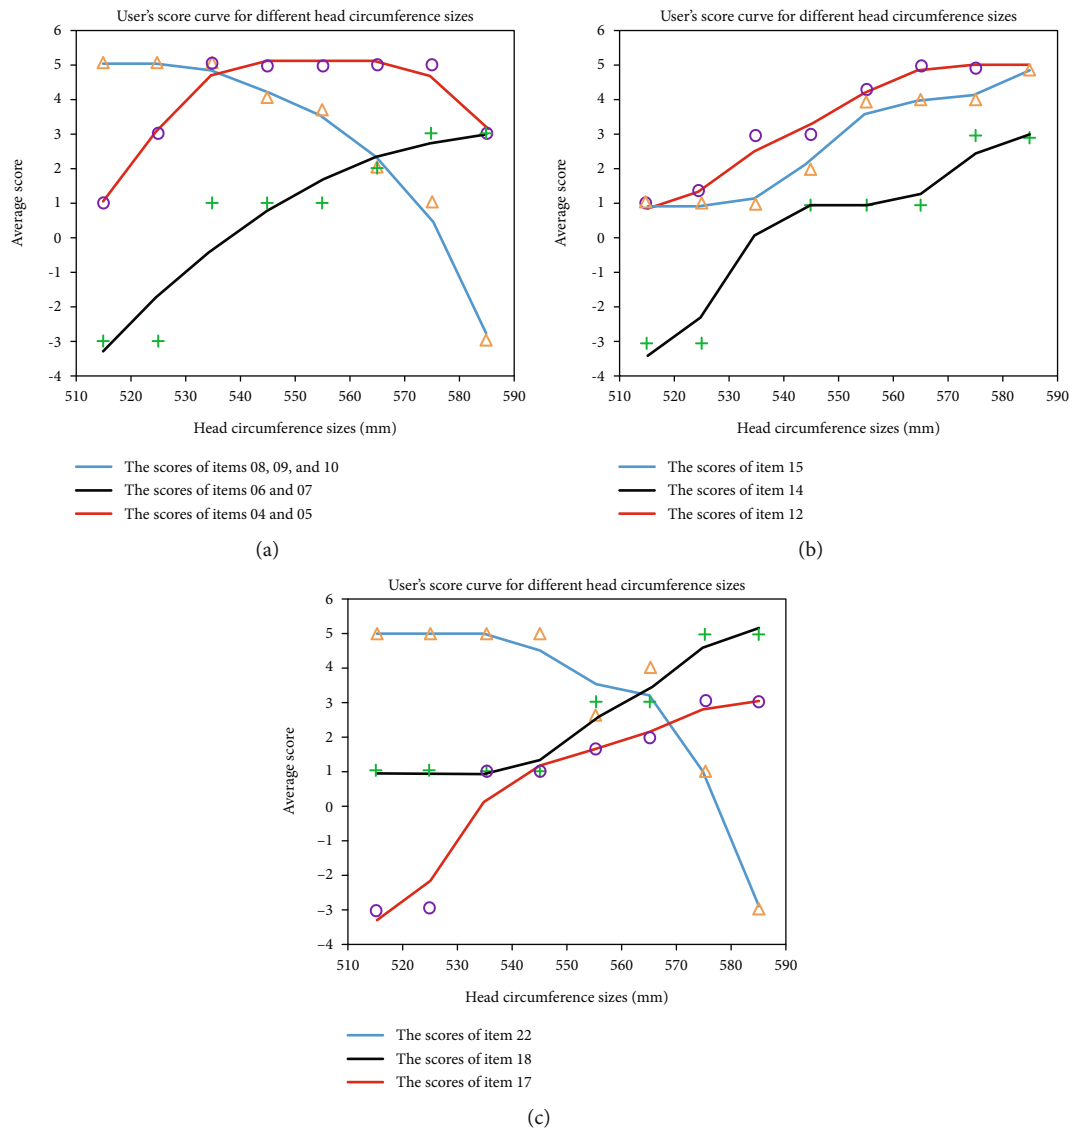 User's score curve for different head circumference sizes
6
5
4
3
2
1
0
-1
-2
-3
-4
Average score
510 520 530 540 550 560 570 580 590
Head circumference sizes (mm)
The scores of items 08, 09, and 10
The scores of items 06 and 07
The scores of items 04 and 05
(a)
User's score curve for different head circumference sizes
6
5
4
3
2
1
0
-1
-2
-3
-4
Average score
510 520 530 540 550 560 570 580 590
Head circumference sizes (mm)
The scores of item 15
The scores of item 14
The scores of item 12
(b)
User's score curve for different head circumference sizes
6
5
4
3
2
1
0
–1
–2
–3
–4
Average score
510 520 530 540 550 560 570 580 590
Head circumference sizes (mm)
The scores of item 22
The scores of item 18
The scores of item 17
(c)